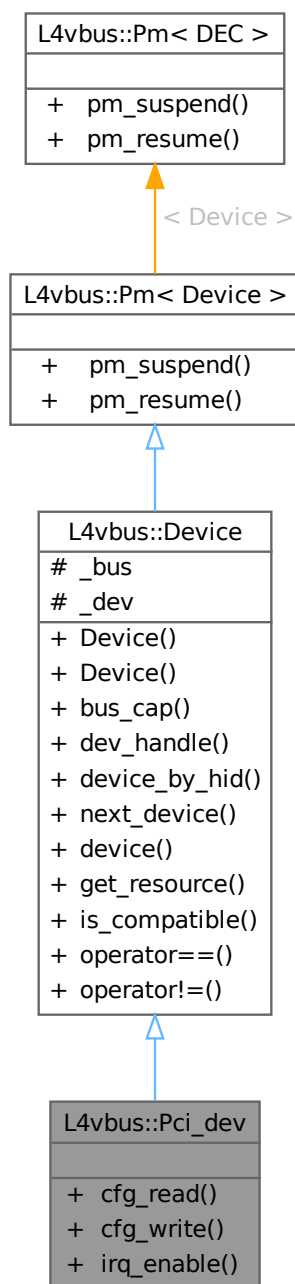 L4vbus::Pm< DEC >
+ pm_suspend()
+ pm_resume()
< Device >
L4vbus::Pm< Device >
+ pm_suspend()
+ pm_resume()
L4vbus::Device
# _bus
# _dev
+ Device()
+ Device()
+ bus_cap()
+ dev_handle()
+ device_by_hid()
+ next_device()
+ device()
+ get_resource()
+ is_compatible()
+ operator==()
+ operator!=()
L4vbus::Pci_dev
+ cfg_read()
+ cfg_write()
+ irq_enable()